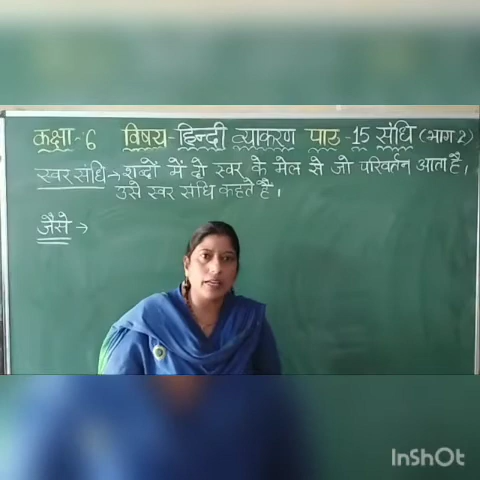 कक्षा-6 विषय-हिन्दी व्याकरण पाठ-15 संधि (भाग 2)
स्वर संधि → शब्दों में दो स्वर के मेल से जो परिवर्तन आता है।
उसे स्वर संधि कहते हैं।
जैसे →
InShOt